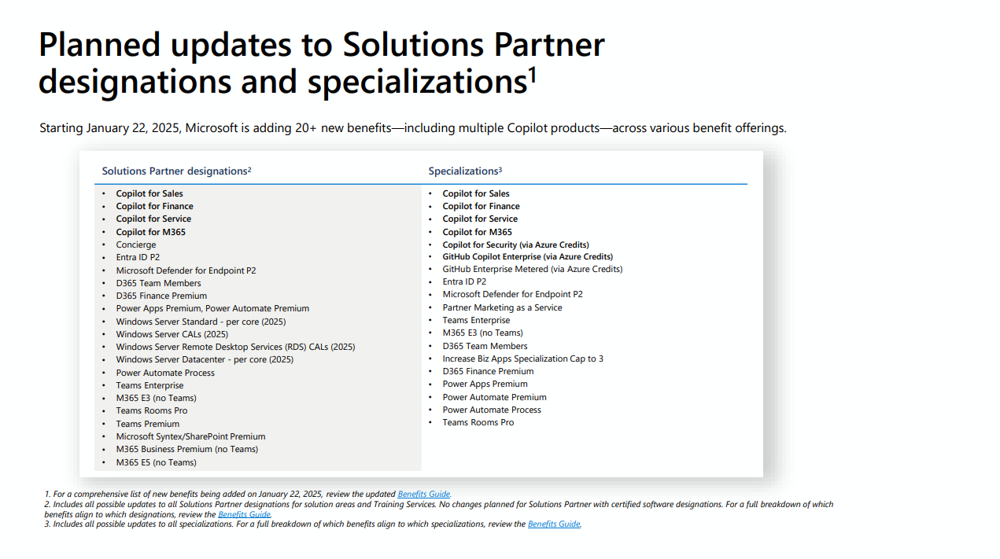 Planned updates to Solutions Partner
designations and specializations1
Starting January 22, 2025, Microsoft is adding 20+ new benefits—including multiple Copilot products—across various benefit offerings.
Solutions Partner designations2
• Copilot for Sales
• Copilot for Finance
• Copilot for Service
• Copilot for M365
• Concierge
• Entra ID P2
• Microsoft Defender for Endpoint P2
• D365 Team Members
• D365 Finance Premium
• Power Apps Premium, Power Automate Premium
• Windows Server Standard - per core (2025)
• Windows Server CALs (2025)
• Windows Server Remote Desktop Services (RDS) CALs (2025)
• Windows Server Datacenter - per core (2025)
• Power Automate Process
• Teams Enterprise
• M365 E3 (no Teams)
• Teams Rooms Pro
• Teams Premium
• Microsoft Syntex/SharePoint Premium
• M365 Business Premium (no Teams)
• M365 E5 (no Teams)
Specializations3
• Copilot for Sales
• Copilot for Finance
• Copilot for Service
• Copilot for M365
• Copilot for Security (via Azure Credits)
• GitHub Copilot Enterprise (via Azure Credits)
• GitHub Enterprise Metered (via Azure Credits)
• Entra ID P2
• Microsoft Defender for Endpoint P2
• Partner Marketing as a Service
• Teams Enterprise
• M365 E3 (no Teams)
• D365 Team Members
• Increase Biz Apps Specialization Cap to 3
• D365 Finance Premium
• Power Apps Premium
• Power Automate Premium
• Power Automate Process
• Teams Rooms Pro
1. For a comprehensive list of new benefits being added on January 22, 2025, review the updated Benefits Guide.
2. Includes all possible updates to all Solutions Partner designations for solution areas and Training Services. No changes planned for Solutions Partner with certified software designations. For a full breakdown of which
benefits align to which designations, review the Benefits Guide.
3. Includes all possible updates to all specializations. For a full breakdown of which benefits align to which specializations, review the Benefits Guide.